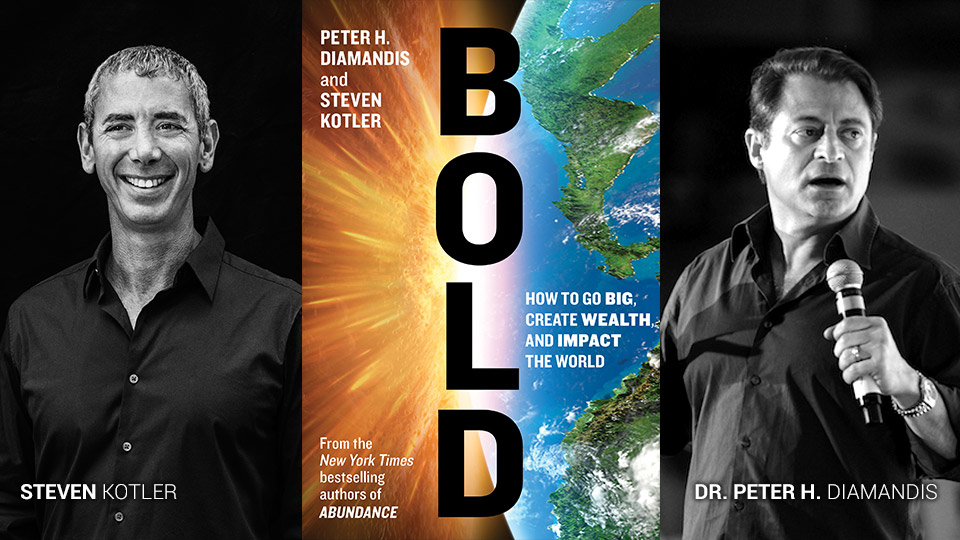 PETER H.
DIAMANDIS
and
STEVEN
KOTLER
BOLD
HOW TO GO BIG,
CREATE WEALTH,
AND IMPACT
THE WORLD
From the
New York Times
bestselling
authors of
ABUNDANCE
STEVEN KOTLER
DR. PETER H. DIAMANDIS